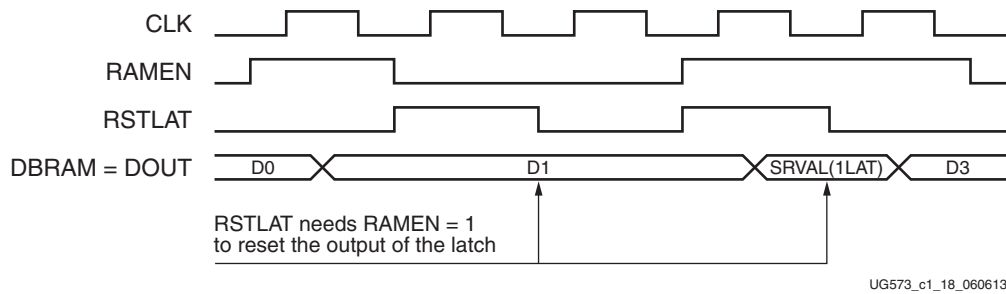 CLK
RAMEN
RSTLAT
DBRAM = DOUT D0 D1 SRVAL(1LAT) D3
RSTLAT needs RAMEN = 1
to reset the output of the latch
UG573_c1_18_060613